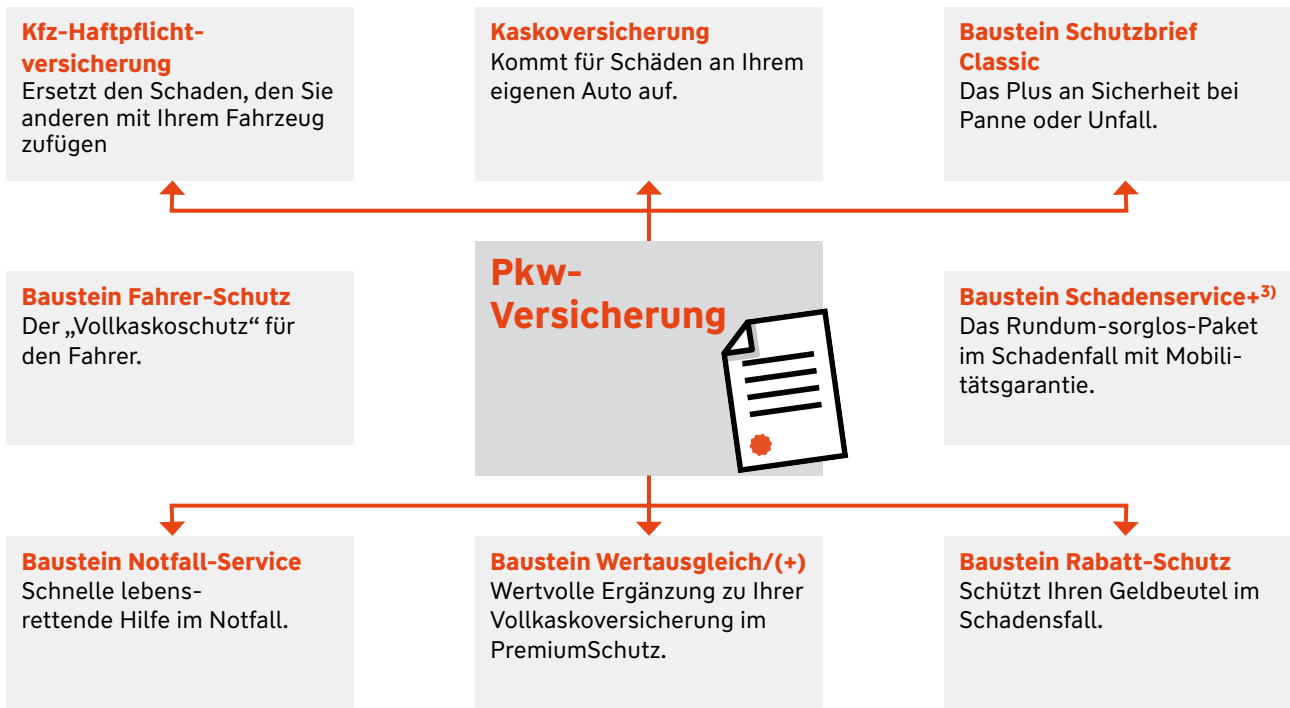 Kfz-Haftpflicht-
versicherung
Ersetzt den Schaden, den Sie
anderen mit Ihrem Fahrzeug
zufügen
Kaskoversicherung
Kommt für Schäden an Ihrem
eigenen Auto auf.
Baustein Schutzbrief
Classic
Das Plus an Sicherheit bei
Panne oder Unfall.
Baustein Fahrer-Schutz
Der „Vollkaskoschutz“ für
den Fahrer.
Pkw-
Versicherung
Baustein Schadenservice+³⁾
Das Rundum-sorglos-Paket
im Schadenfall mit Mobili-
tätsgarantie.
Baustein Notfall-Service
Schnelle lebens-
rettende Hilfe im Notfall.
Baustein Wertausgleich/(+)
Wertvolle Ergänzung zu Ihrer
Vollkaskoversicherung im
PremiumSchutz.
Baustein Rabatt-Schutz
Schützt Ihren Geldbeutel im
Schadensfall.